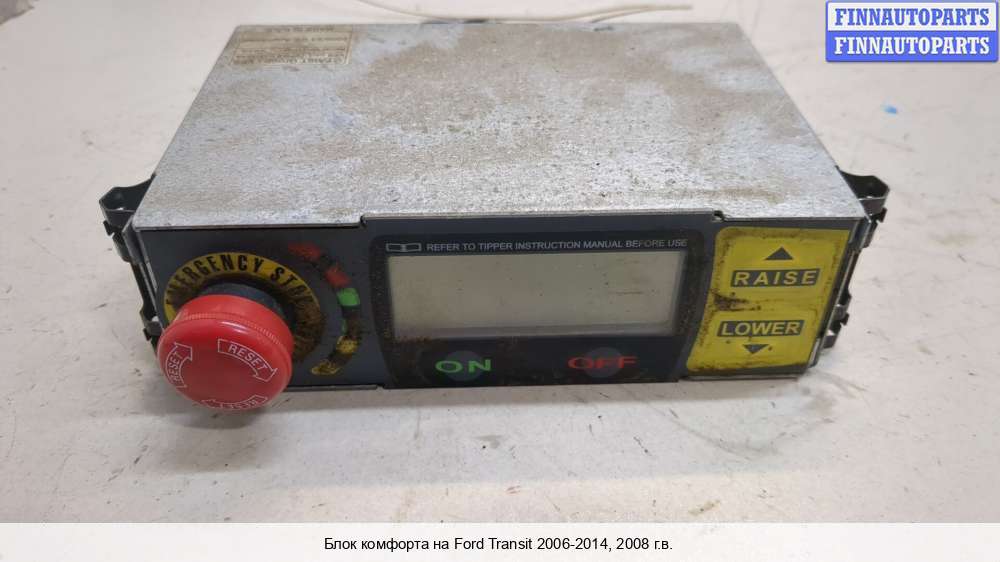 FINNAUTOPARTS
FINNAUTOPARTS
REFER TO TIPPER INSTRUCTION MANUAL BEFORE USE
EMERGENCY STOP
RAISE
LOWER
ON OFF
RESET
RESET
RESET
Блок комфорта на Ford Transit 2006-2014, 2008 г.в.